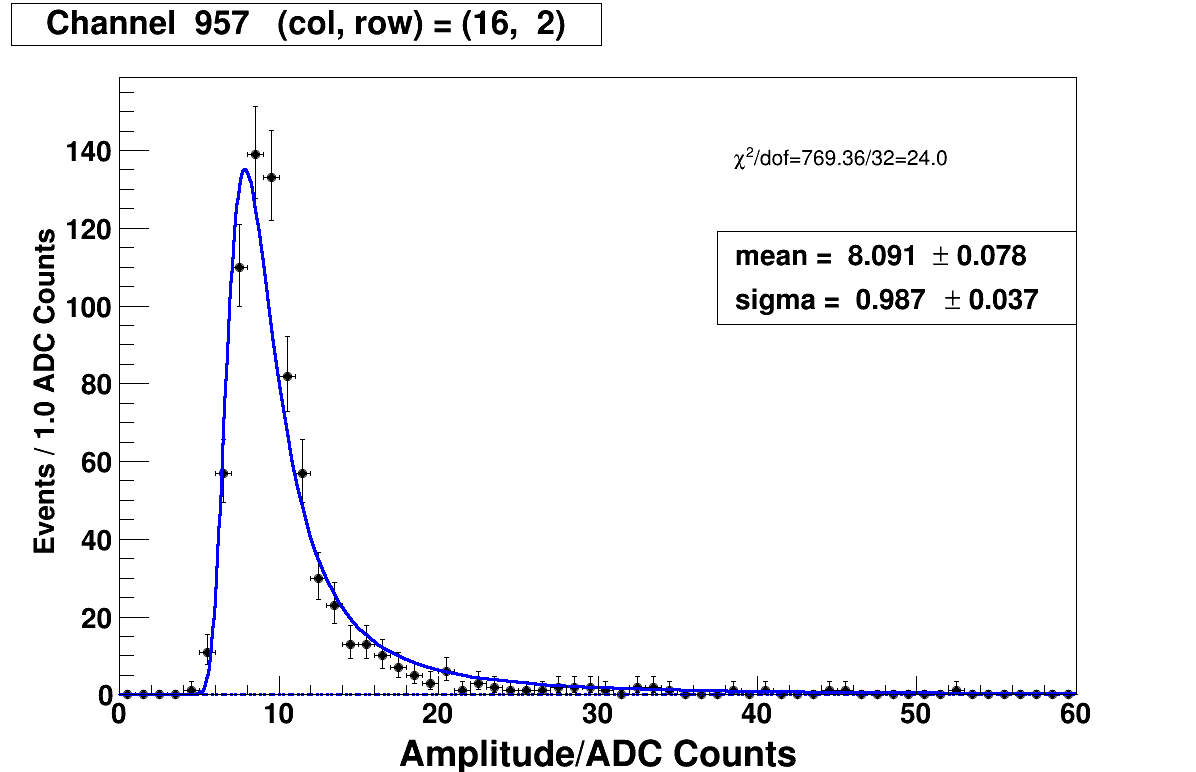 Channel 957 (col, row) = (16, 2)
140
120
100
80
60
40
20
0
Events / 1.0 ADC Counts
χ²/dof=769.36/32=24.0
mean = 8.091 ± 0.078
sigma = 0.987 ± 0.037
0 10 20 30 40 50 60
Amplitude/ADC Counts